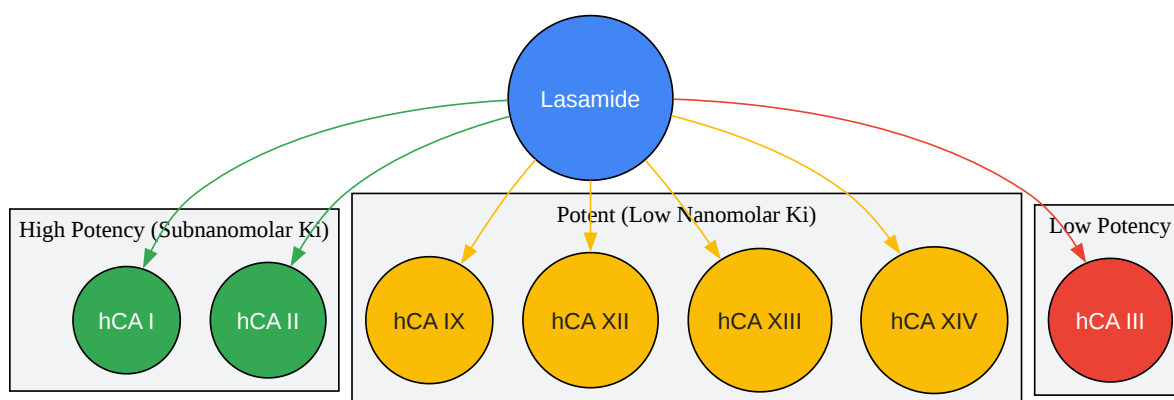 Lasamide
High Potency (Subnanomolar Ki)
Potent (Low Nanomolar Ki)
Low Potency
hCA I
hCA II
hCA IX
hCA XII
hCA XIII
hCA XIV
hCA III